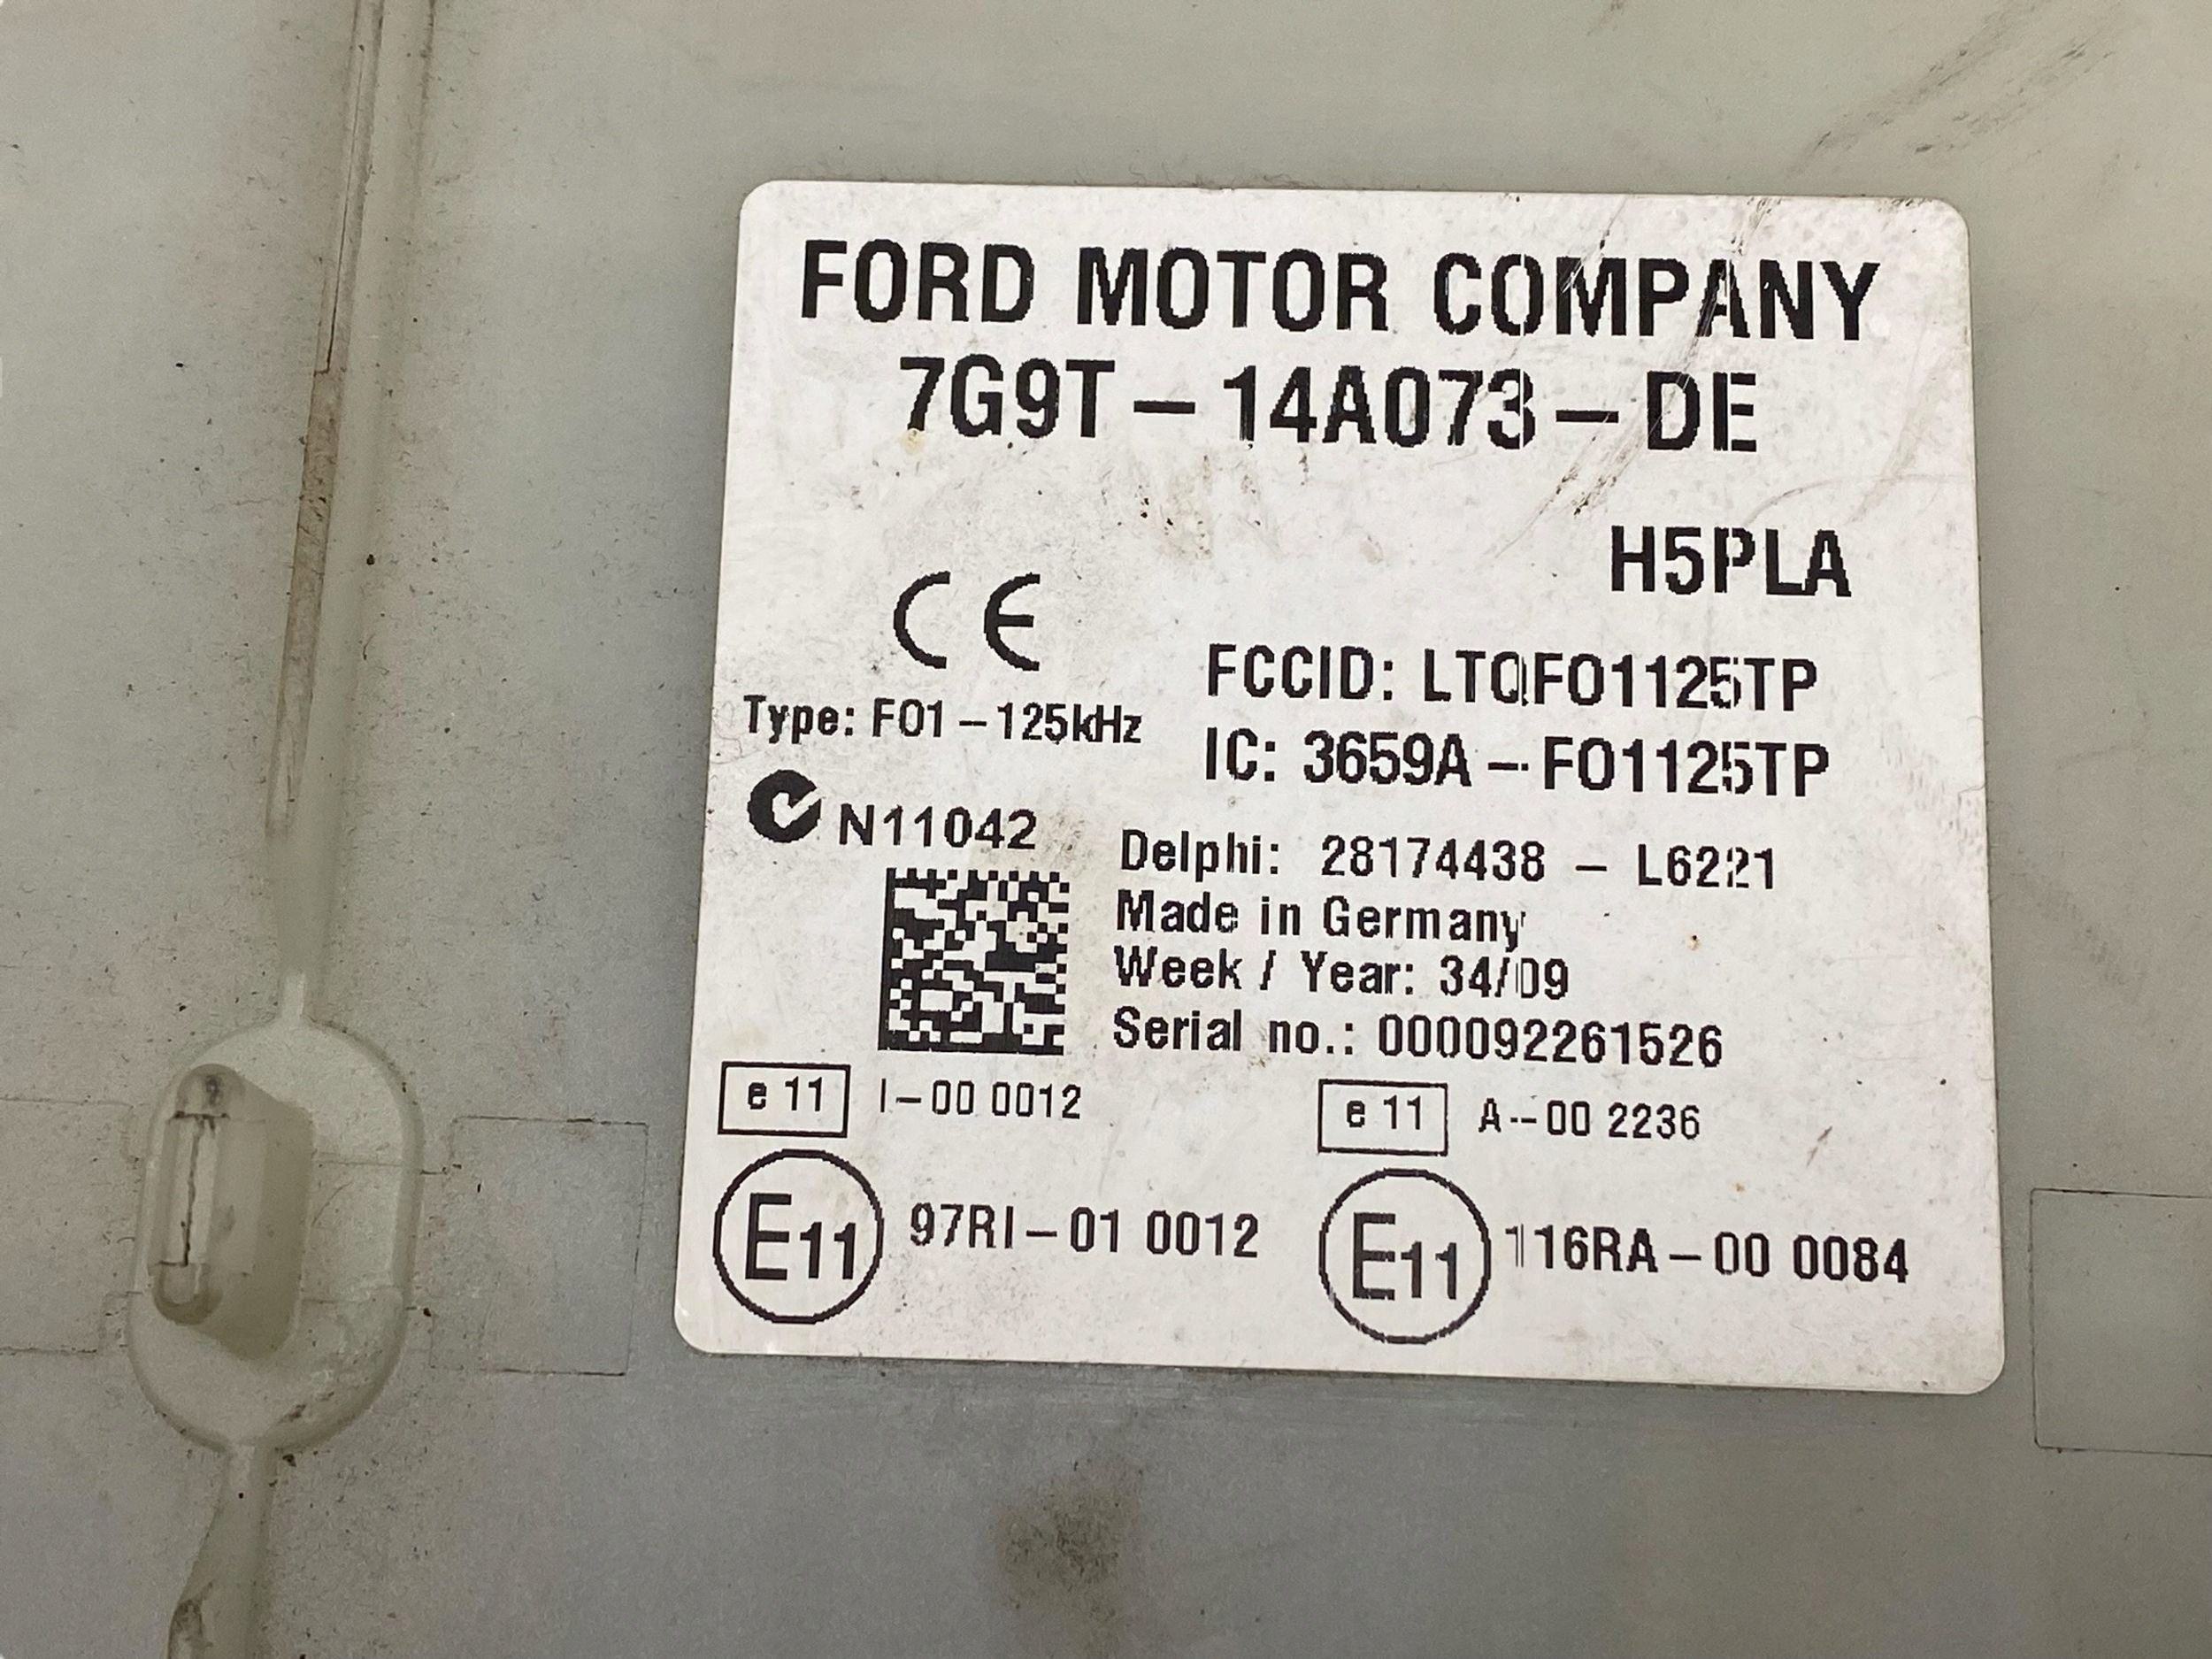 FORD MOTOR COMPANY
7G9T-14A073-DE
H5PLA
CE
FCCID: LTQFO1125TP
Type: FO1-125kHz
IC: 3659A-FO1125TP
N11042
Delphi: 28174438 - L6221
Made in Germany
Week / Year: 34/09
Serial no.: 000092261526
e 11 I-00 0012
e 11 A-00 2236
E11 97RI-01 0012
E11 116RA-00 0084